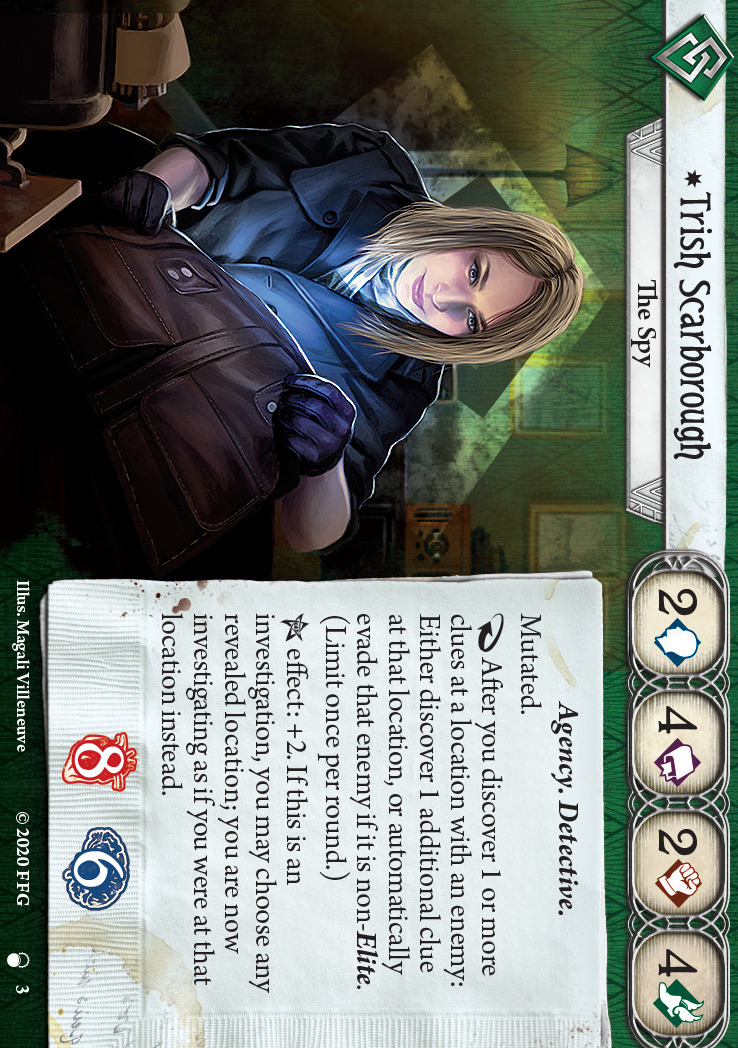 Trish Scarborough
The Spy
2 4 2 4
Agency. Detective.
Mutated.
After you discover 1 or more
clues at a location with an enemy:
Either discover 1 additional clue
at that location, or automatically
evade that enemy if it is non-Elite.
(Limit once per round.)
effect: +2. If this is an
investigation, you may choose any
revealed location; you are now
investigating as if you were at that
location instead.
8 6
Illus. Magali Villeneuve © 2020 FFG 3